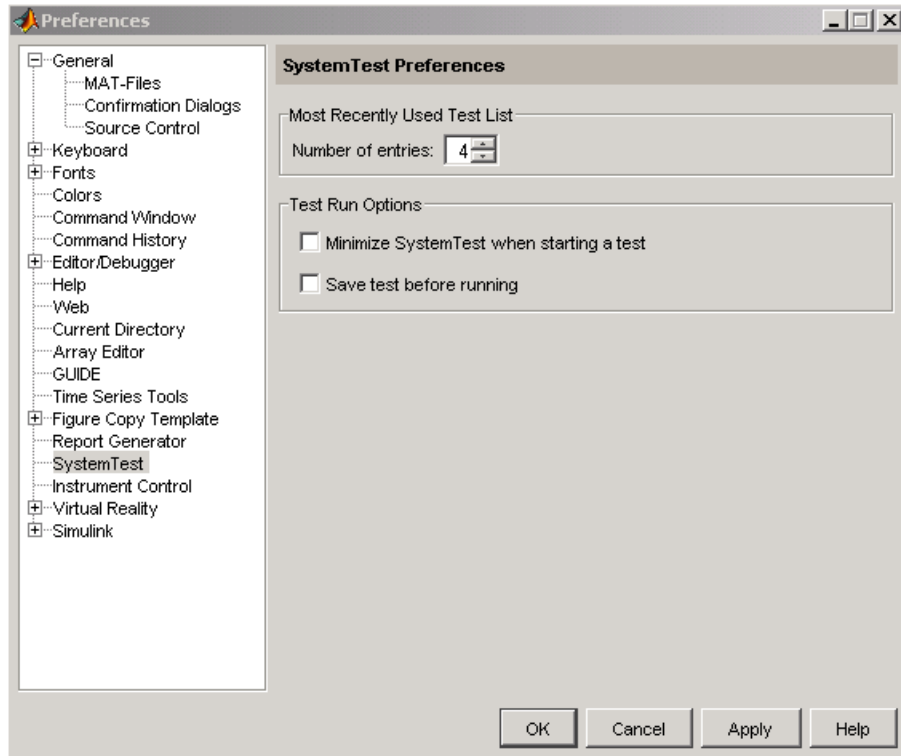 Preferences
General
MAT-Files
Confirmation Dialogs
Source Control
Keyboard
Fonts
Colors
Command Window
Command History
Editor/Debugger
Help
Web
Current Directory
Array Editor
GUIDE
Time Series Tools
Figure Copy Template
Report Generator
SystemTest
Instrument Control
Virtual Reality
Simulink
SystemTest Preferences
Most Recently Used Test List
Number of entries: 4
Test Run Options
Minimize SystemTest when starting a test
Save test before running
OK Cancel Apply Help